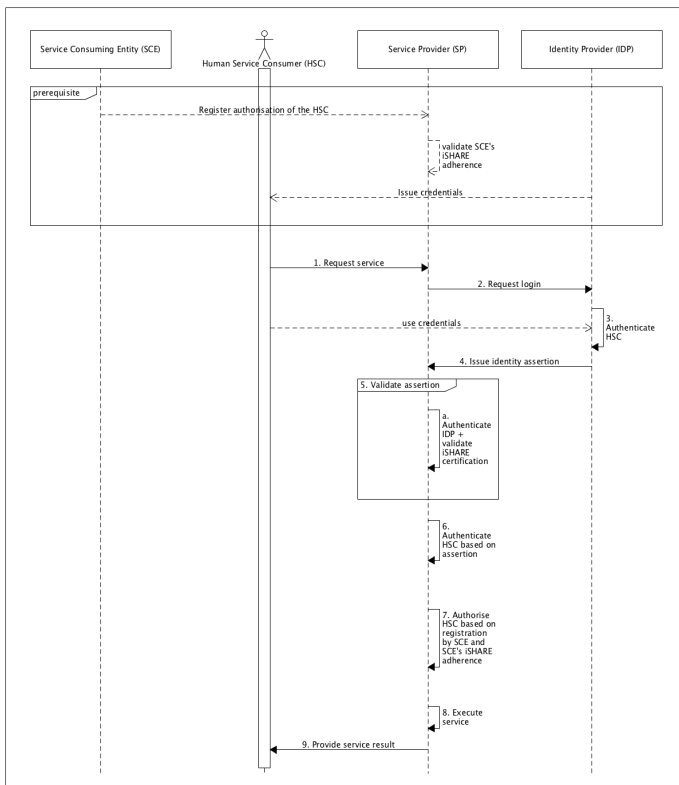 Service Consuming Entity (SCE)
Human Service Consumer (HSC)
Service Provider (SP)
Identity Provider (IDP)
prerequisite
Register authorisation of the HSC
validate SCE's
iSHARE
adherence
Issue credentials
1. Request service
2. Request login
3.
Authenticate
HSC
use credentials
4. Issue identity assertion
5. Validate assertion
a.
Authenticate
IDP +
validate
iSHARE
certification
6.
Authenticate
HSC based on
assertion
7. Authorise
HSC based on
registration
by SCE and
SCE's iSHARE
adherence
8. Execute
service
9. Provide service result